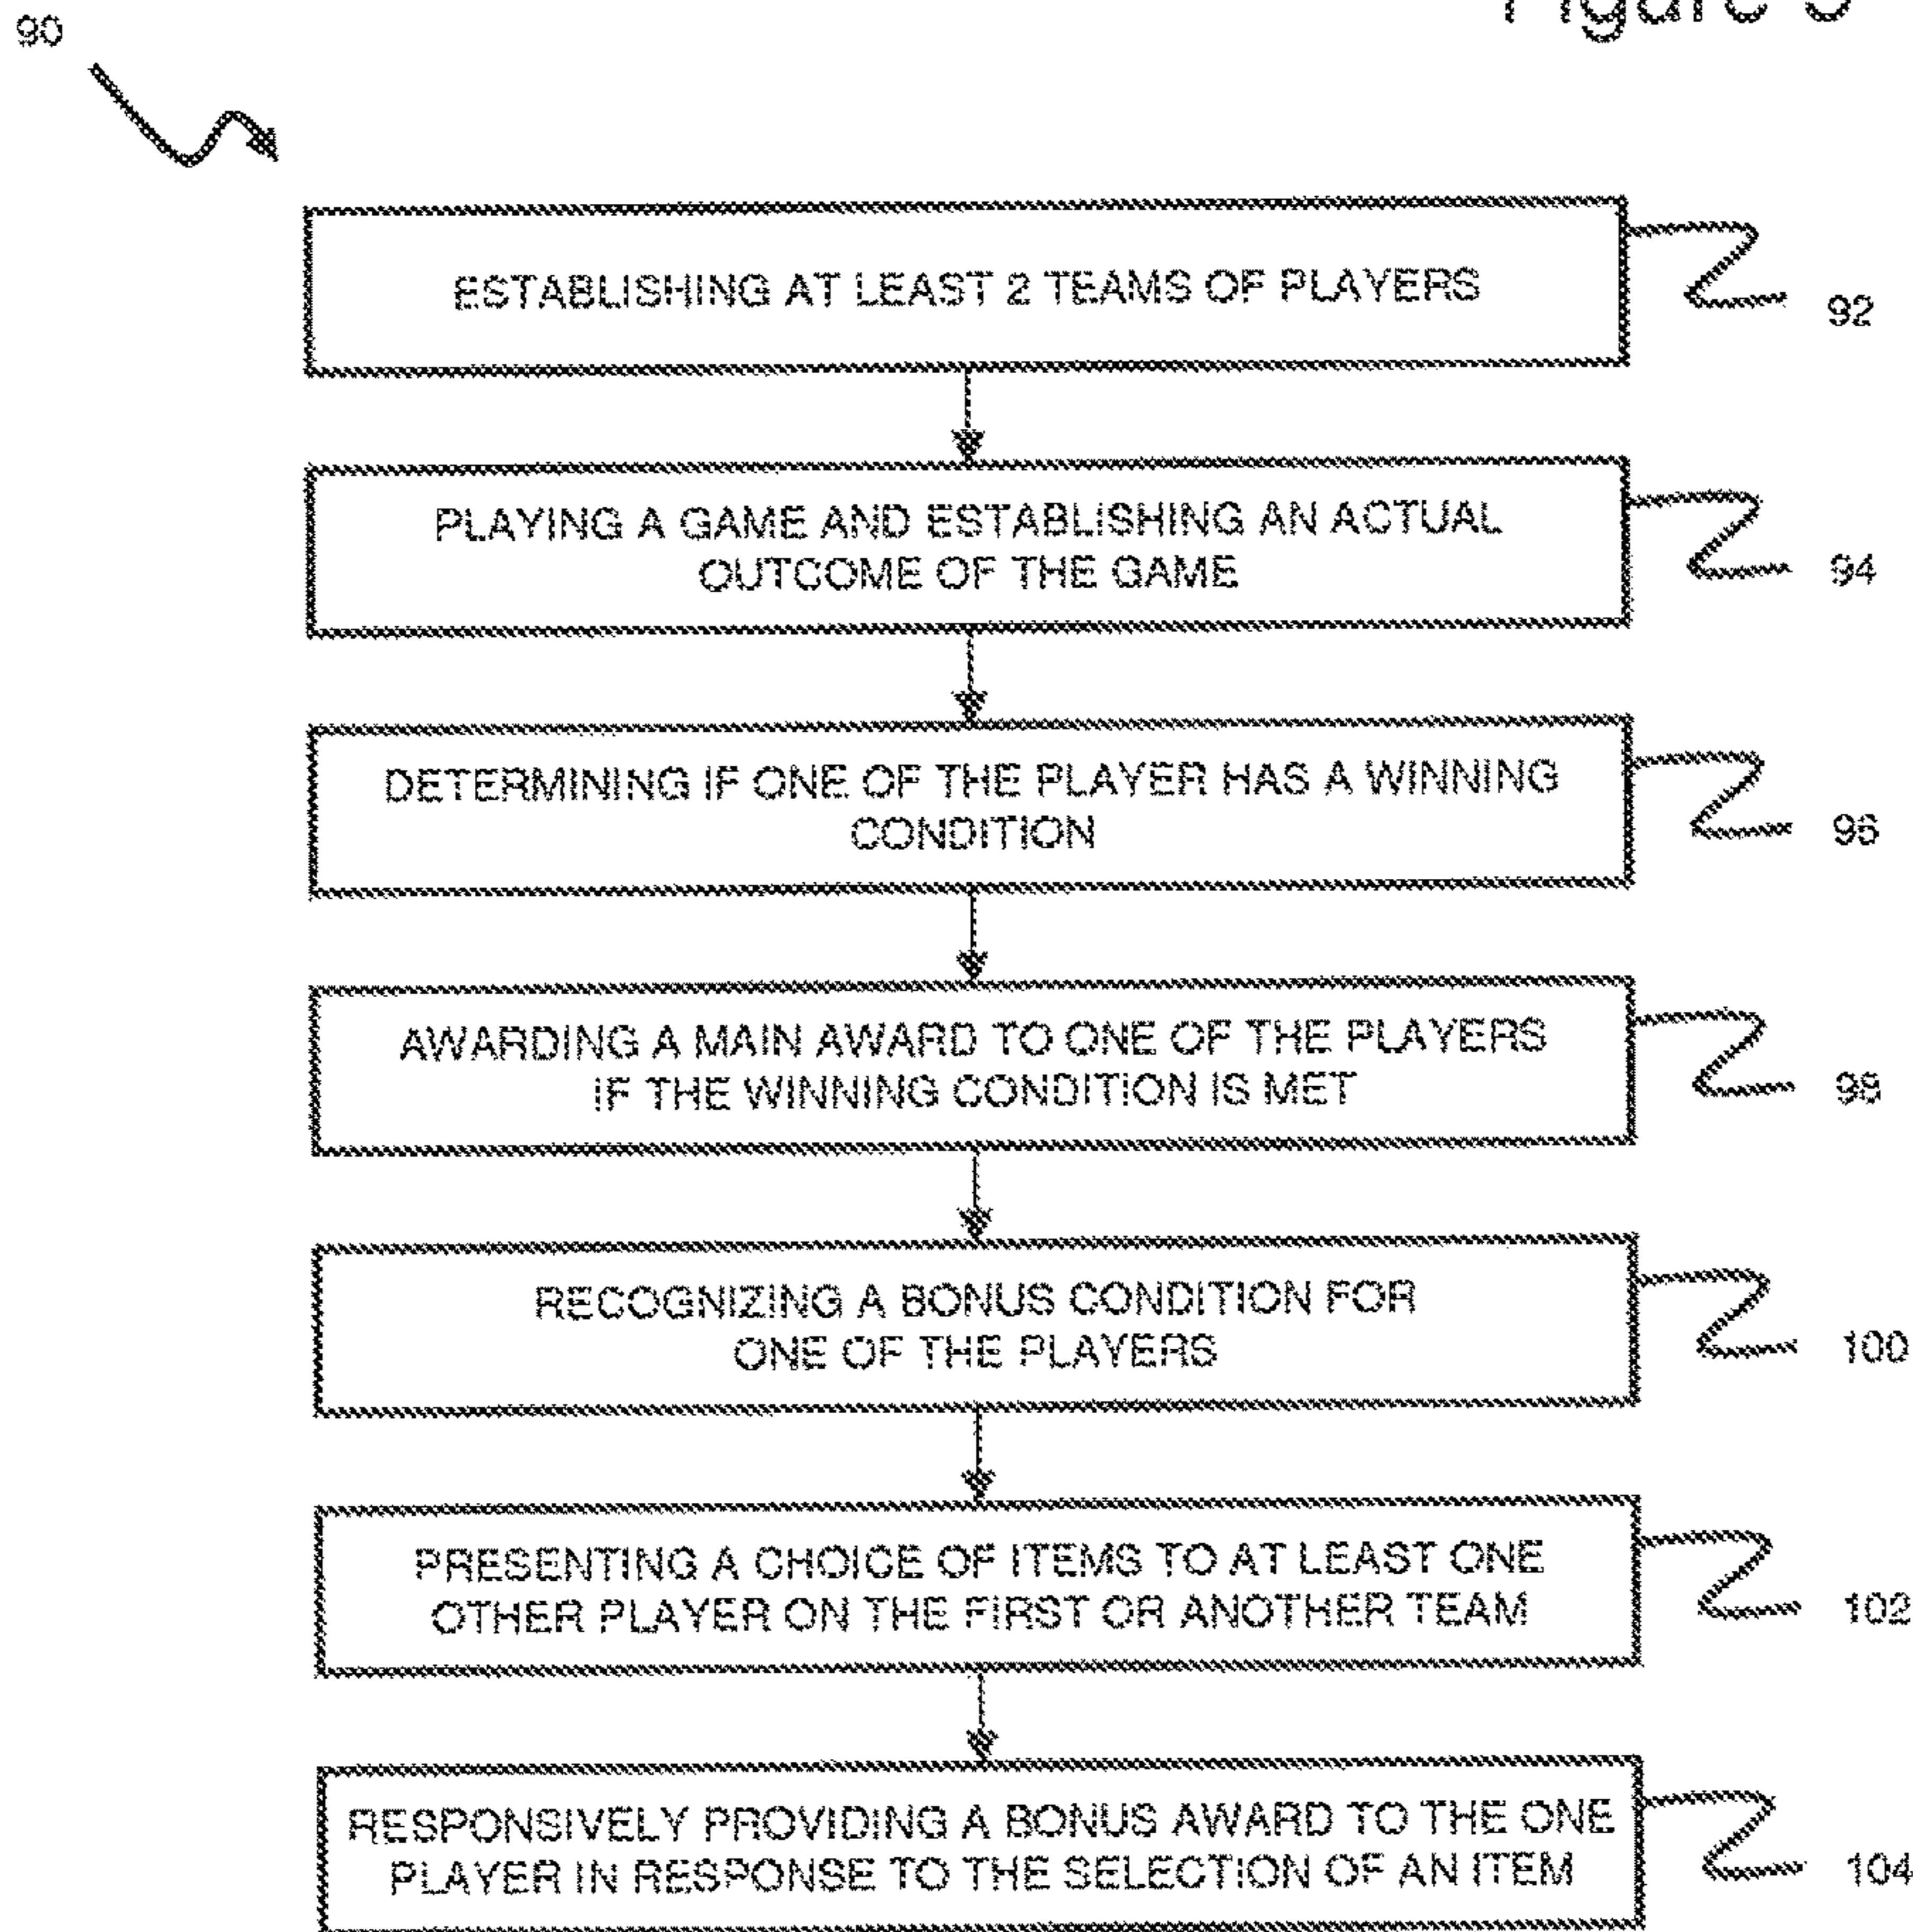 90
ESTABLISHING AT LEAST 2 TEAMS OF PLAYERS
92
PLAYING A GAME AND ESTABLISHING AN ACTUAL
OUTCOME OF THE GAME
94
DETERMINING IF ONE OF THE PLAYER HAS A WINNING
CONDITION
96
AWARDING A MAIN AWARD TO ONE OF THE PLAYERS
IF THE WINNING CONDITION IS MET
98
RECOGNIZING A BONUS CONDITION FOR
ONE OF THE PLAYERS
100
PRESENTING A CHOICE OF ITEMS TO AT LEAST ONE
OTHER PLAYER ON THE FIRST OR ANOTHER TEAM
102
RESPONSIVELY PROVIDING A BONUS AWARD TO THE ONE
PLAYER IN RESPONSE TO THE SELECTION OF AN ITEM
104